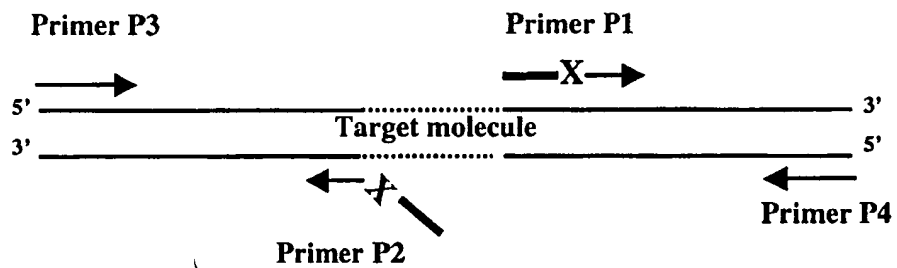 Primer P3
Primer P1
X
5’
3’
Target molecule
3’
5’
X
Primer P4
Primer P2